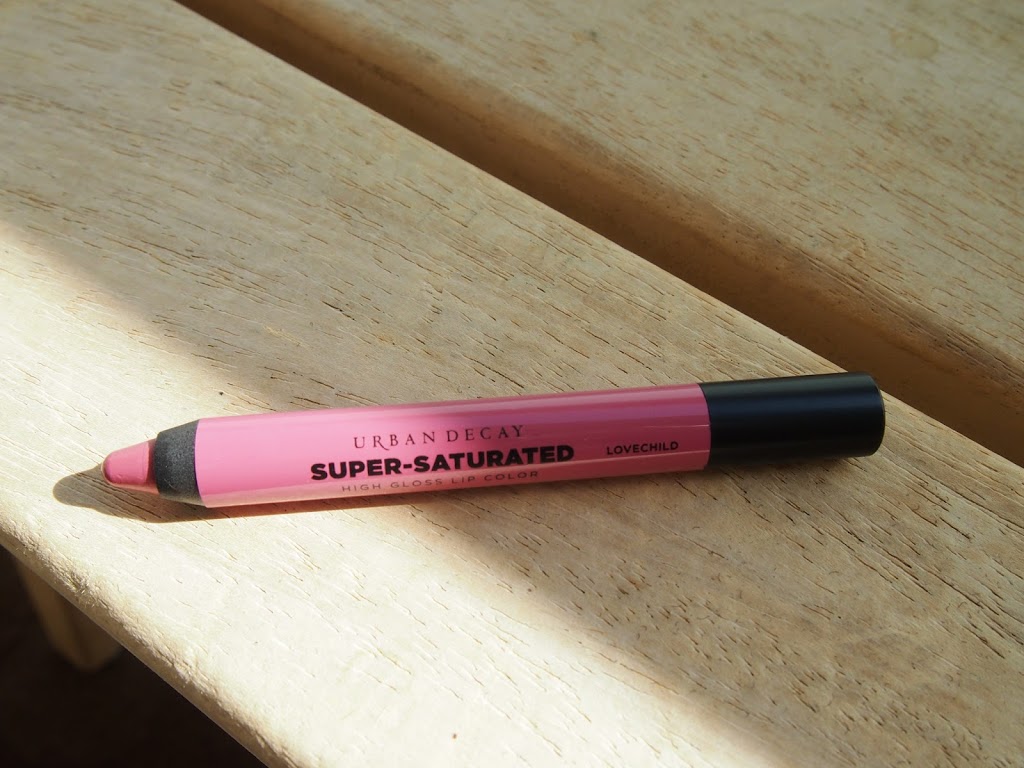 URBAN DECAY
SUPER-SATURATED
HIGH GLOSS LIP COLOR
LOVECHILD